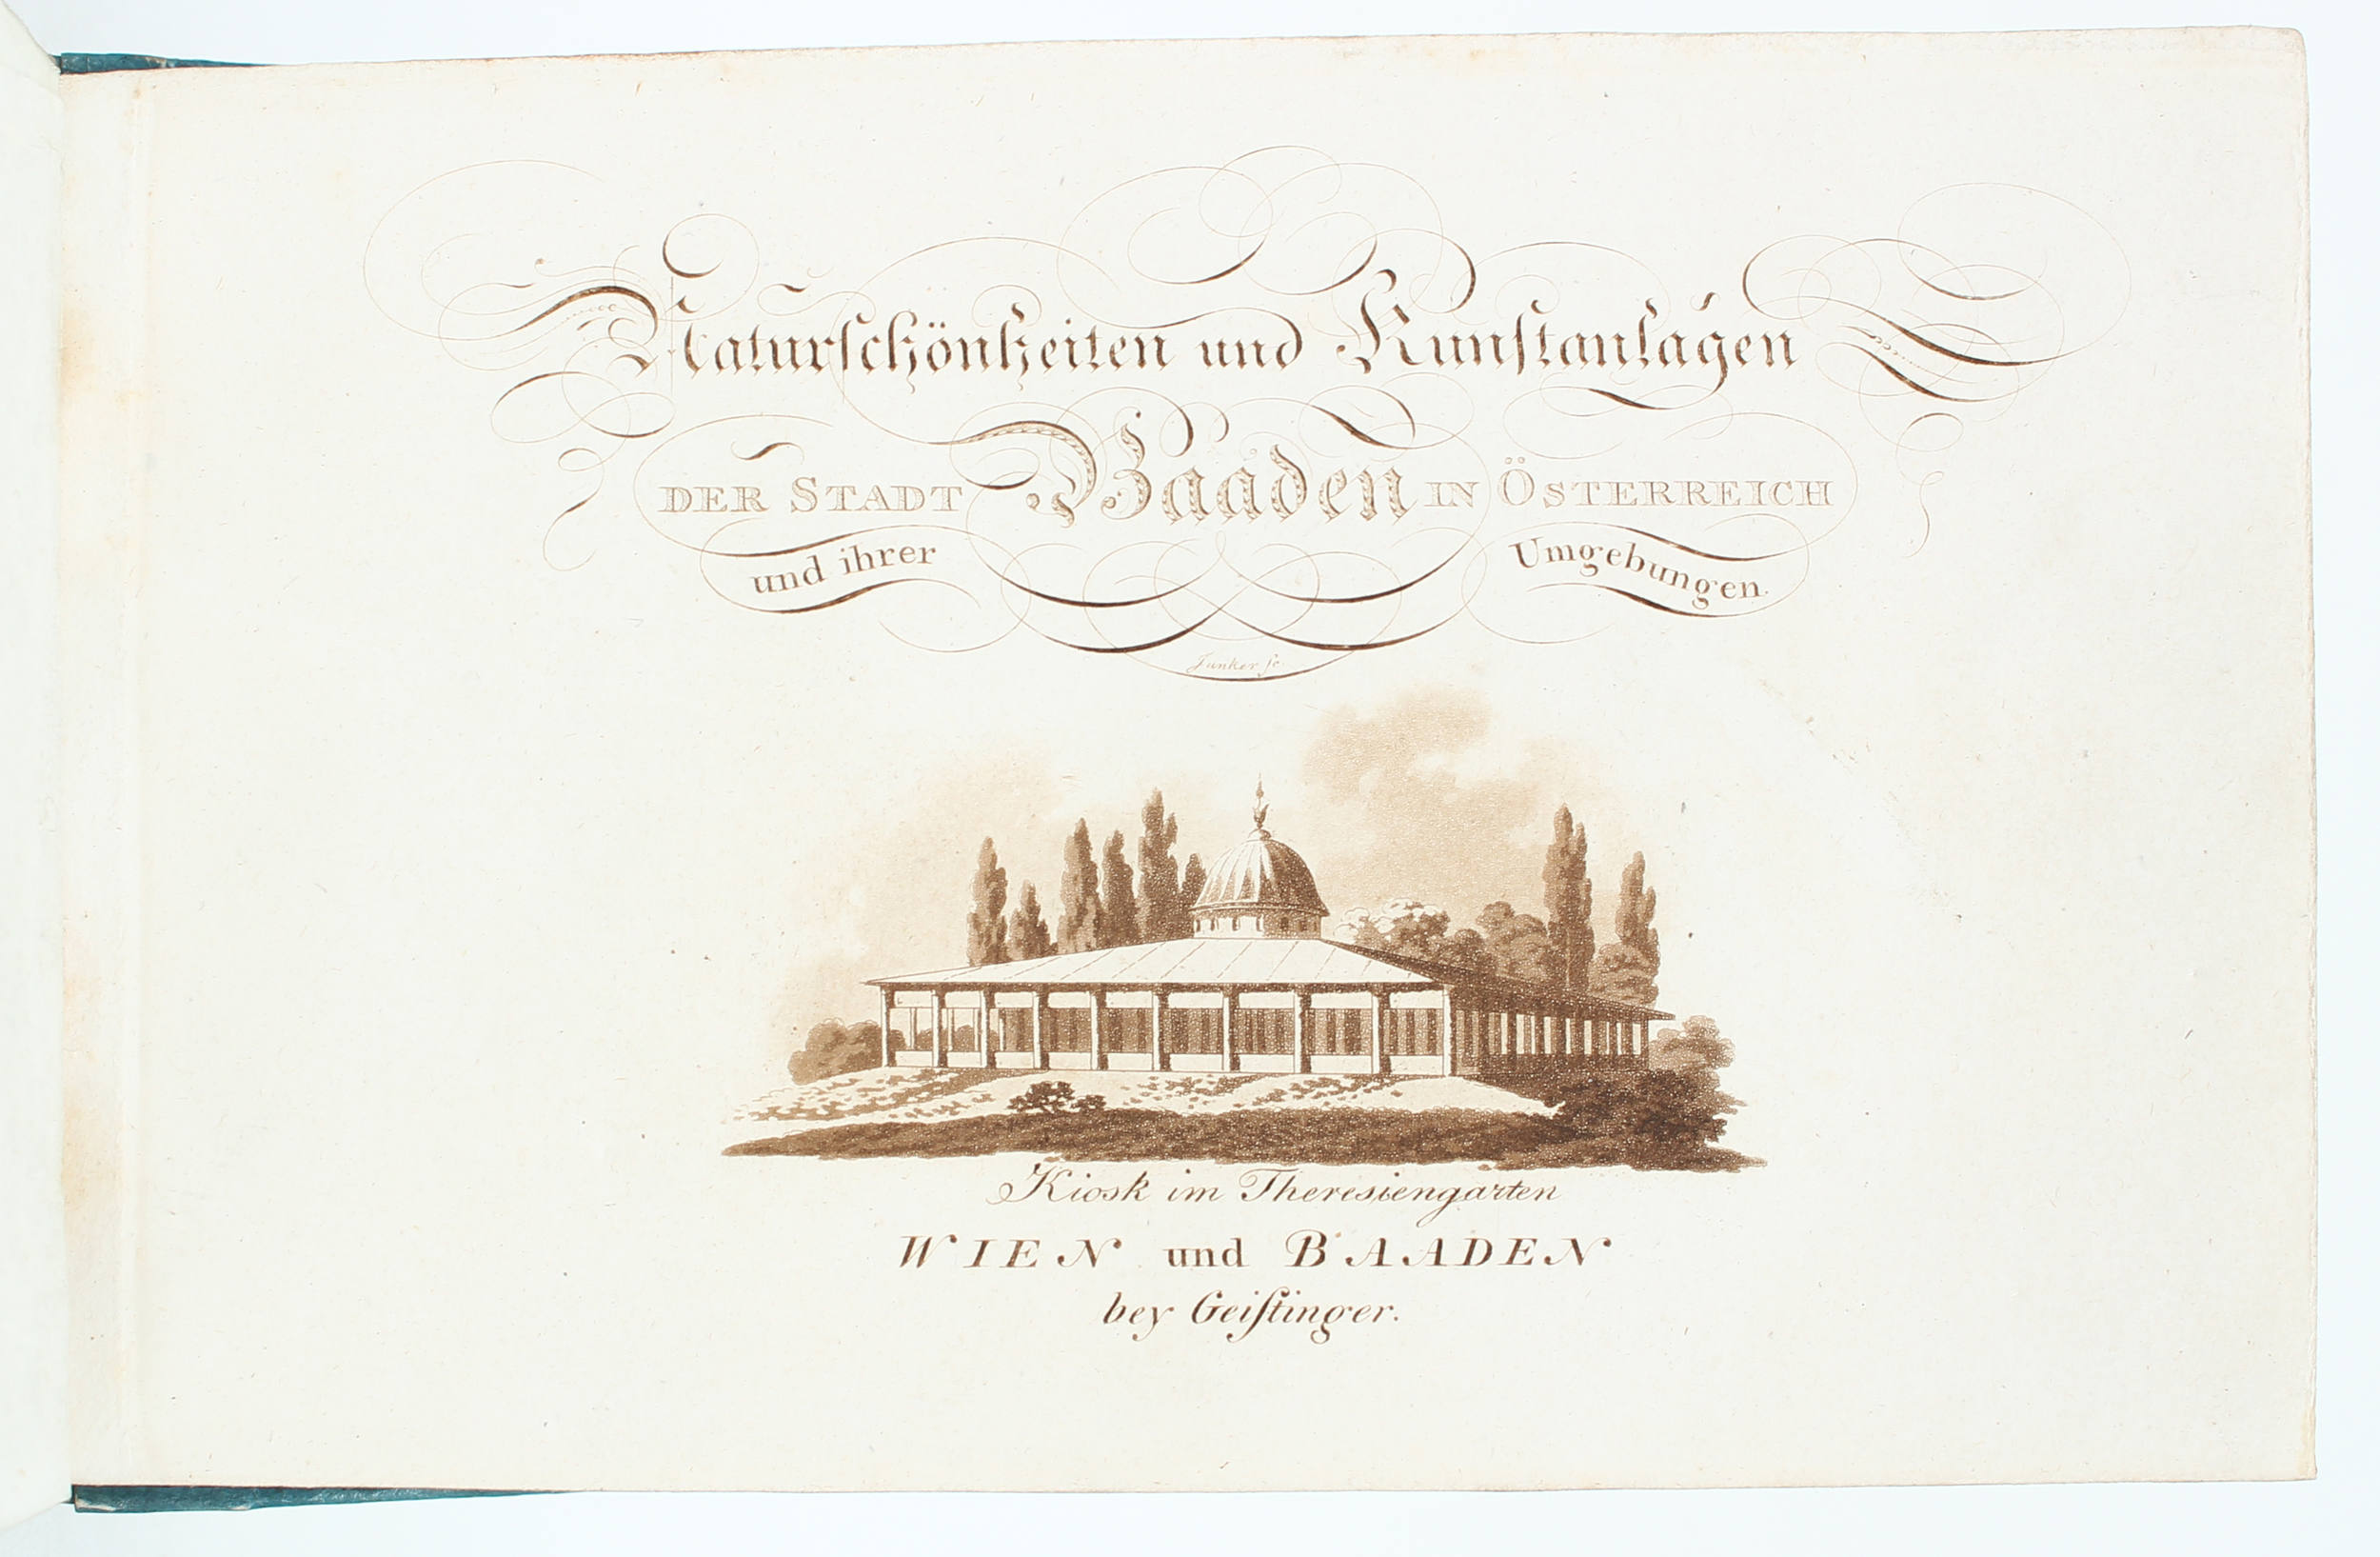 Naturſchönheiten und Kunſtanlagen
DER STADT Baaden IN ÖSTERREICH
und ihrer Umgebungen.
Junker ſc.
Kiosk im Theresiengarten
WIEN und BAADEN
bey Geiſtinger.